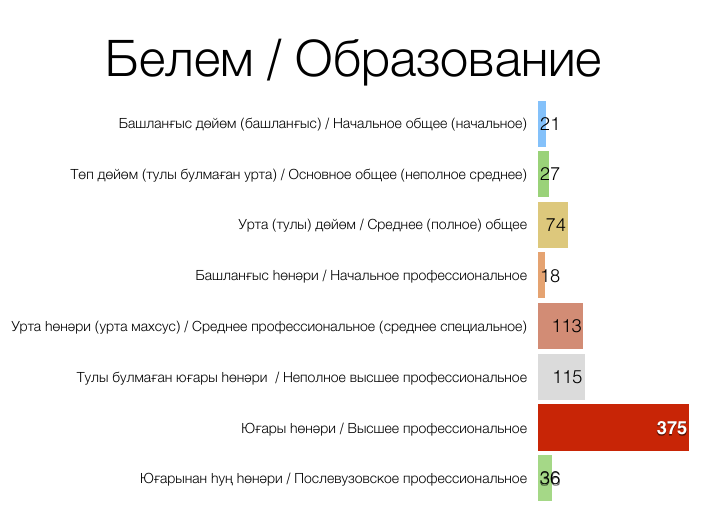 Белем / Образование
Башланғыс дөйөм (башланғыс) / Начальное общее (начальное) 21
Төп дөйөм (тулы булмаған урта) / Основное общее (неполное среднее) 27
Урта (тулы) дөйөм / Среднее (полное) общее 74
Башланғыс һөнәри / Начальное профессиональное 18
Урта һөнәри (урта махсус) / Среднее профессиональное (среднее специальное) 113
Тулы булмаған юғары һөнәри / Неполное высшее профессиональное 115
Юғары һөнәри / Высшее профессиональное 375
Юғарынан һуң һөнәри / Послевузовское профессиональное 36